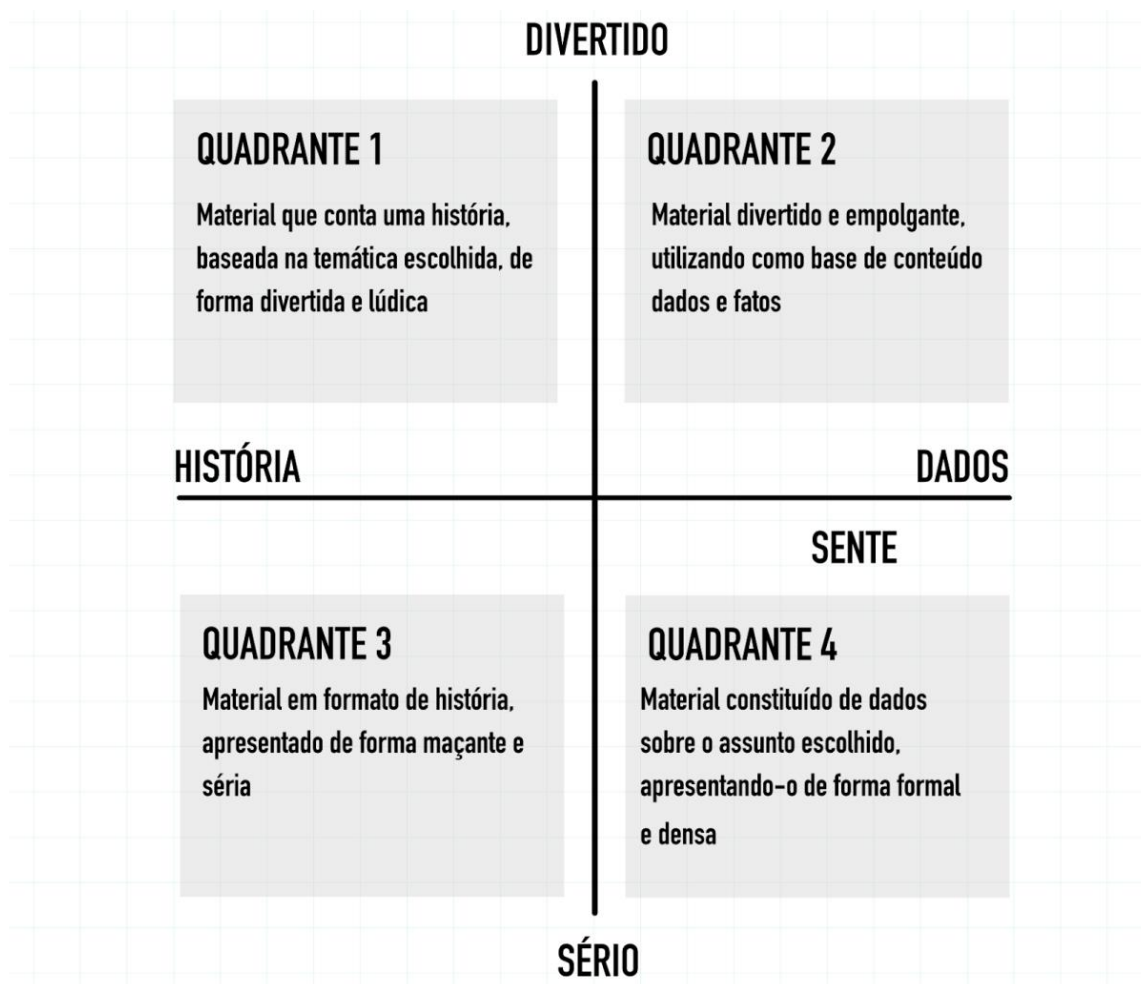 DIVERTIDO
QUADRANTE 1
Material que conta uma história,
baseada na temática escolhida, de
forma divertida e lúdica
QUADRANTE 2
Material divertido e empolgante,
utilizando como base de conteúdo
dados e fatos
HISTÓRIA
DADOS
SENTE
QUADRANTE 3
Material em formato de história,
apresentado de forma maçante e
séria
QUADRANTE 4
Material constituído de dados
sobre o assunto escolhido,
apresentando-o de forma formal
e densa
SÉRIO